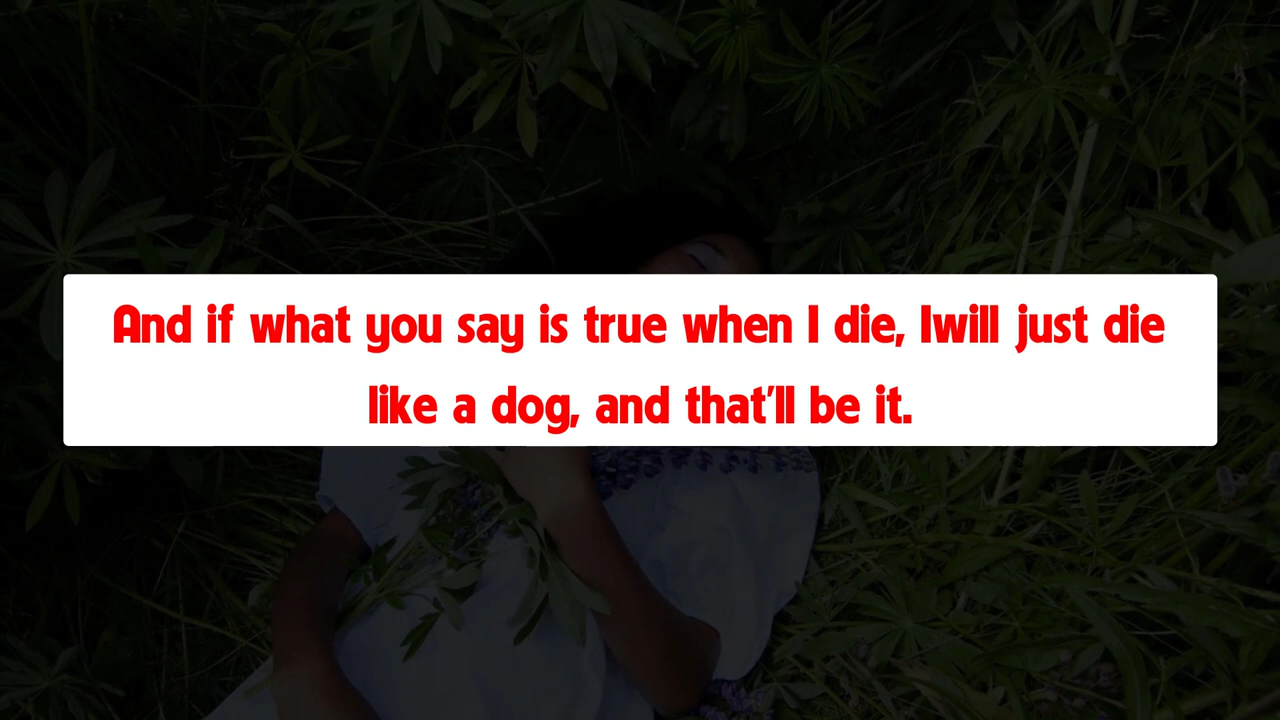 And if what you say is true when I die, Iwill just die
like a dog, and that'll be it.